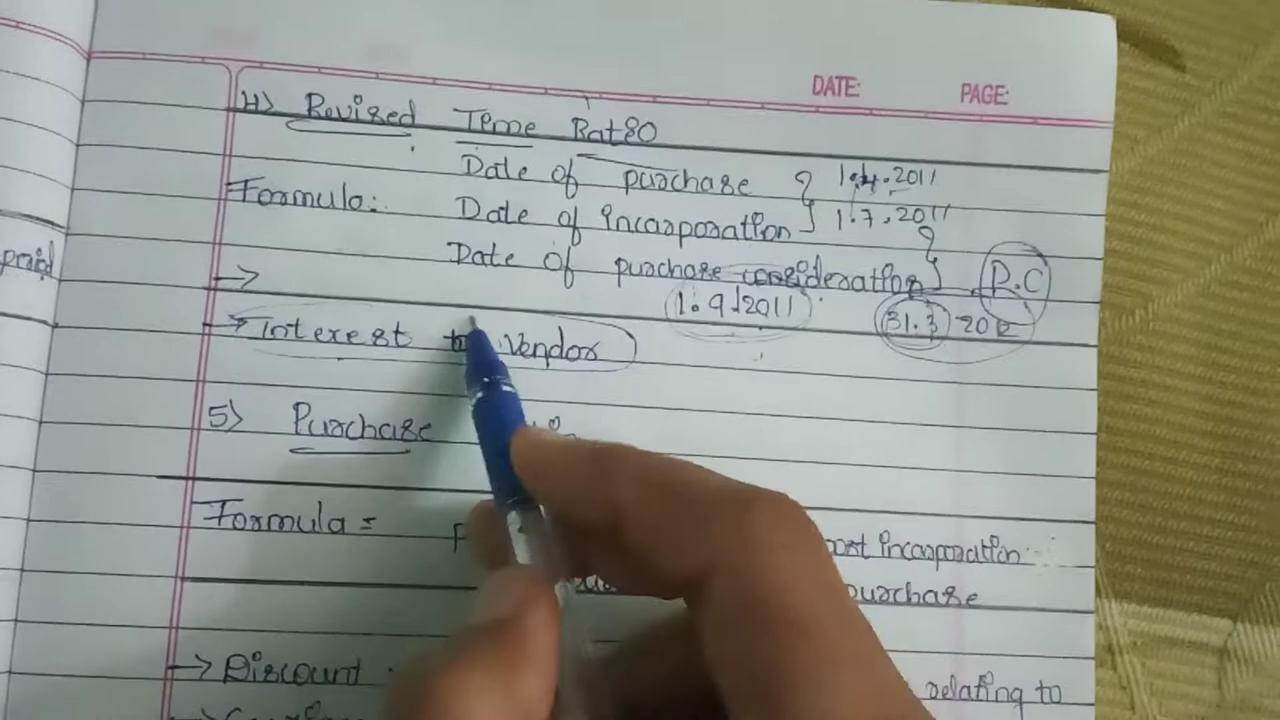 DATE: PAGE:
4) Revised Time Ratio
Date of purchase 1.4.2011
Formula: Date of incorporation 1.7.2011
Date of purchase consideration P.C
→ 1.9.2011 31.3 2012
→ Interest to vendor
5) Purchase
Formula = post incorporation
purchase
→ Discount relating to
paid